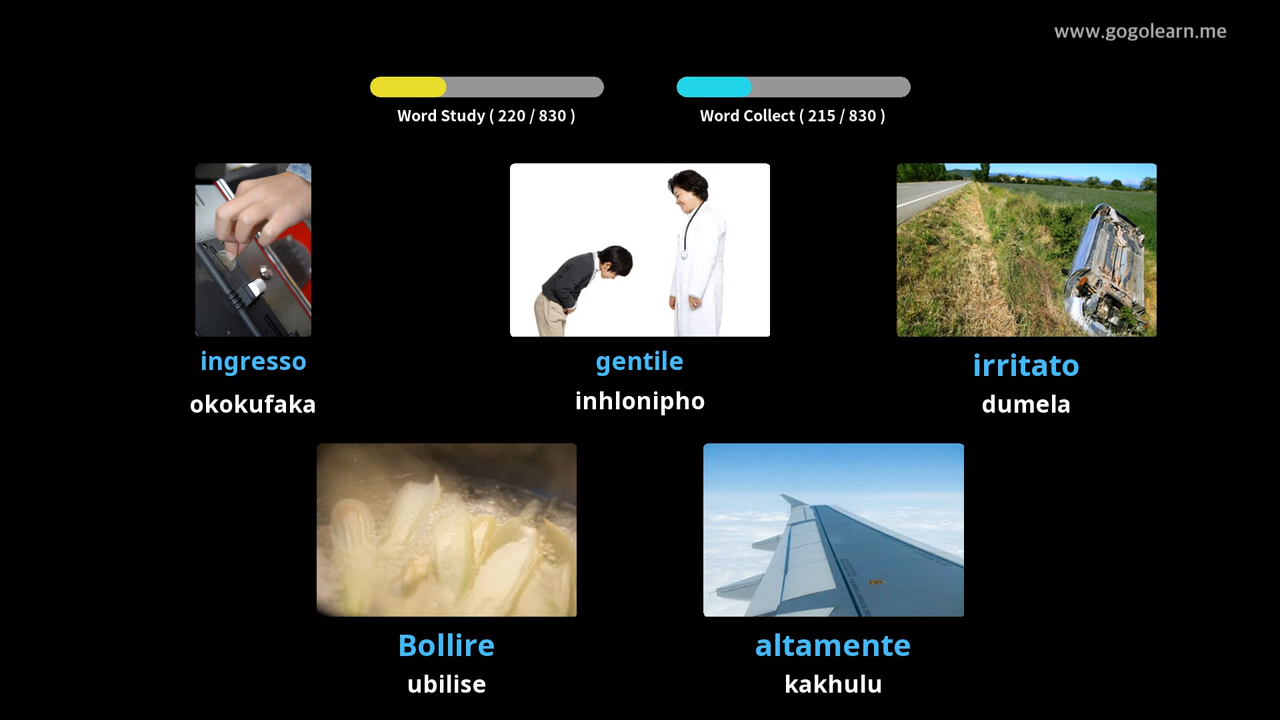 www.gogolearn.me
Word Study ( 220 / 830 )
Word Collect ( 215 / 830 )
ingresso
okokufaka
gentile
inhlonipho
irritato
dumela
Bollire
ubilise
altamente
kakhulu